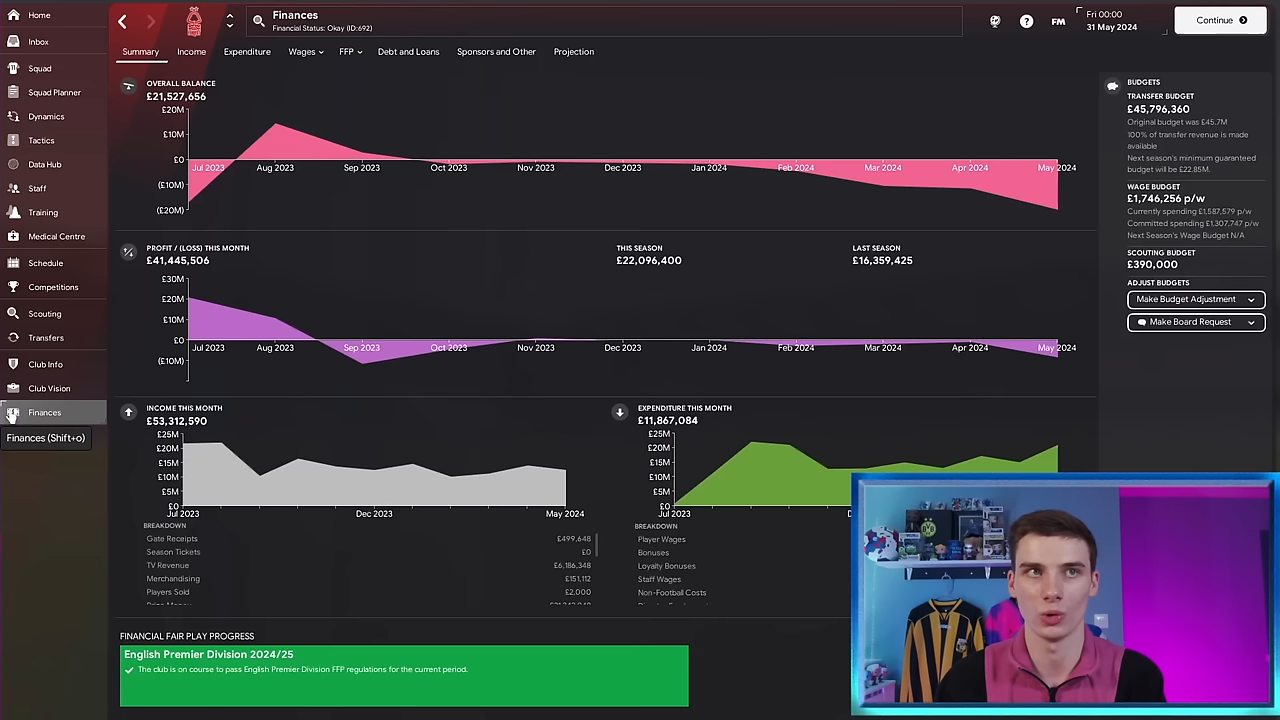 Home
Inbox
Squad
Squad Planner
Dynamics
Tactics
Data Hub
Staff
Training
Medical Centre
Schedule
Competitions
Scouting
Transfers
Club Info
Club Vision
Finances
Finances (Shift+o)
Finances
Financial Status: Okay (ID:692)
FM
Fri 00:00
31 May 2024
Continue
Summary
Income
Expenditure
Wages
FFP
Debt and Loans
Sponsors and Other
Projection
OVERALL BALANCE
£21,527,656
£20M
£10M
£0
(£10M)
(£20M)
Jul 2023
Aug 2023
Sep 2023
Oct 2023
Nov 2023
Dec 2023
Jan 2024
Feb 2024
Mar 2024
Apr 2024
May 2024
PROFIT / (LOSS) THIS MONTH
£41,445,506
THIS SEASON
£22,096,400
LAST SEASON
£16,359,425
£30M
£20M
£10M
£0
(£10M)
Jul 2023
Aug 2023
Sep 2023
Oct 2023
Nov 2023
Dec 2023
Jan 2024
Feb 2024
Mar 2024
Apr 2024
May 2024
INCOME THIS MONTH
£53,312,590
£25M
£20M
£15M
£10M
£5M
£0
Jul 2023
Dec 2023
May 2024
BREAKDOWN
Gate Receipts
£499,648
Season Tickets
£0
TV Revenue
£6,186,348
Merchandising
£151,112
Players Sold
£2,000
EXPENDITURE THIS MONTH
£11,867,084
£25M
£20M
£15M
£10M
£5M
£0
Jul 2023
BREAKDOWN
Player Wages
Bonuses
Loyalty Bonuses
Staff Wages
Non-Football Costs
FINANCIAL FAIR PLAY PROGRESS
English Premier Division 2024/25
The club is on course to pass English Premier Division FFP regulations for the current period.
BUDGETS
TRANSFER BUDGET
£45,796,360
Original budget was £45.7M
100% of transfer revenue is made
available
Next season's minimum guaranteed
budget will be £22.85M.
WAGE BUDGET
£1,746,256 p/w
Currently spending £1,587,579 p/w
Committed spending £1,307,747 p/w
Next Season's Wage Budget N/A
SCOUTING BUDGET
£390,000
ADJUST BUDGETS
Make Budget Adjustment
Make Board Request